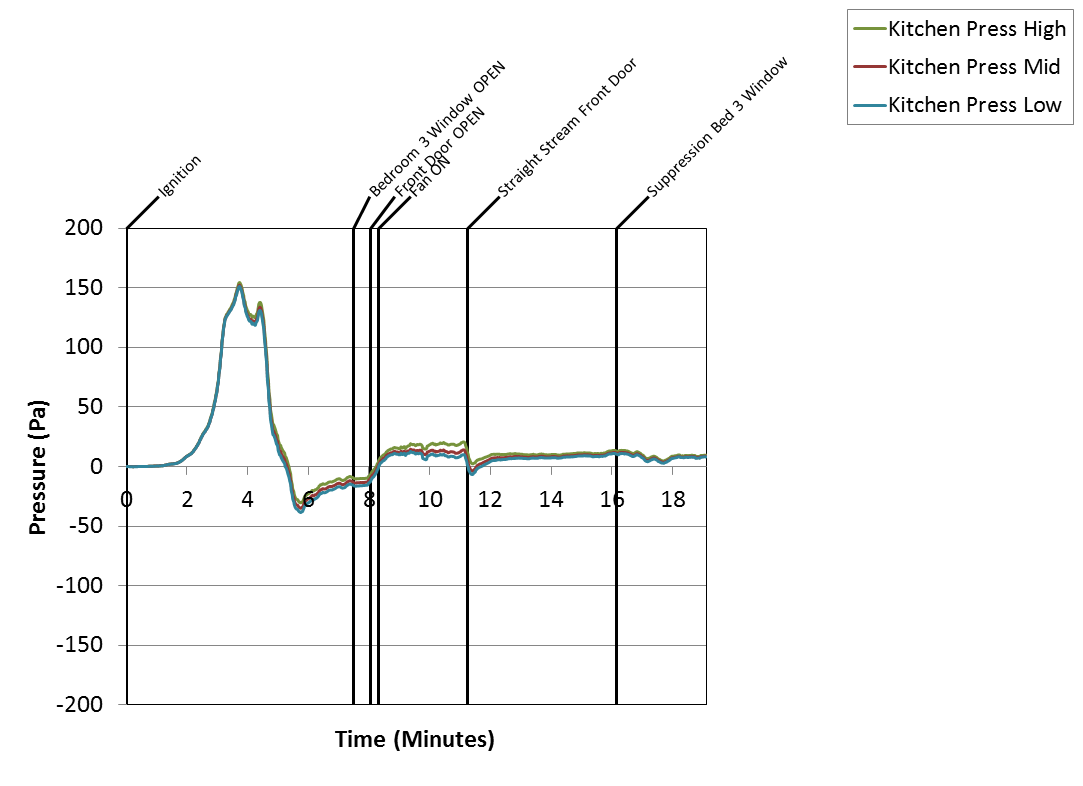 Kitchen Press High
Kitchen Press Mid
Kitchen Press Low
Ignition
Bedroom 3 Window OPEN
Front Door OPEN
Fan ON
Straight Stream Front Door
Suppression Bed 3 Window
200
150
100
50
0
-50
-100
-150
-200
0 2 4 6 8 10 12 14 16 18
Pressure (Pa)
Time (Minutes)